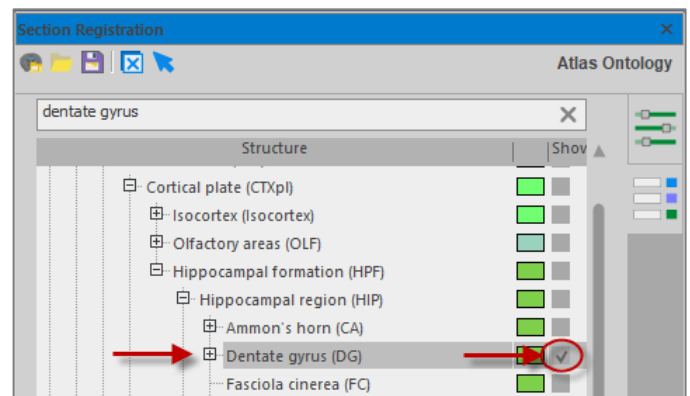 Section Registration
Atlas Ontology
dentate gyrus
Structure Show
Cortical plate (CTXpl)
Isocortex (Isocortex)
Olfactory areas (OLF)
Hippocampal formation (HPF)
Hippocampal region (HIP)
Ammon's horn (CA)
Dentate gyrus (DG)
Fasciola cinerea (FC)